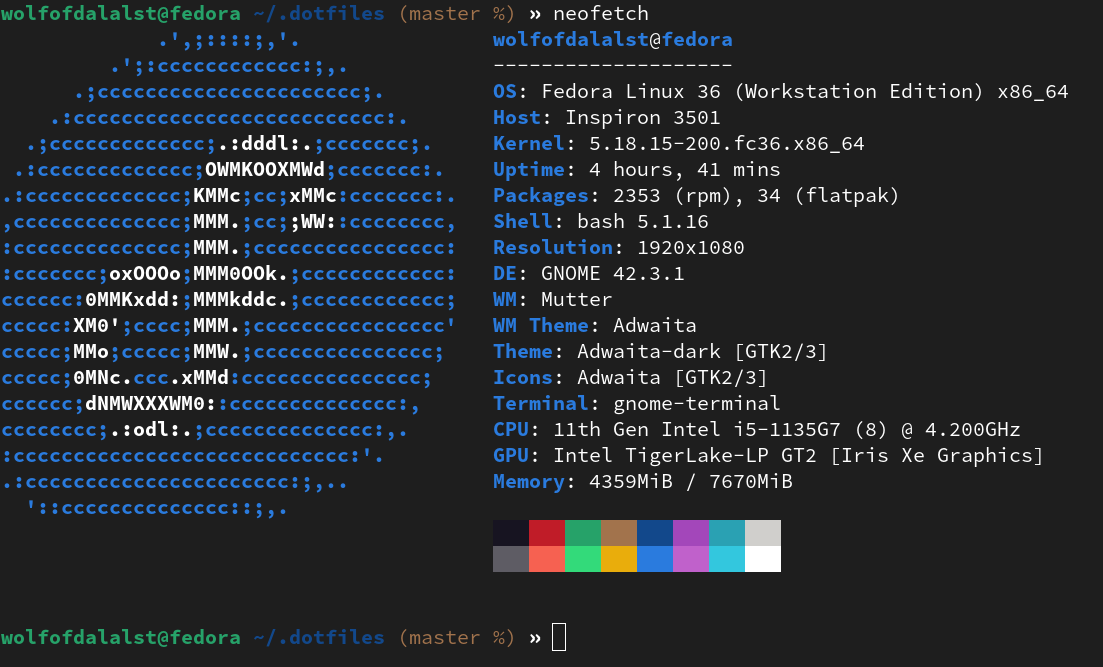 wolfofdalalst@fedora ~/.dotfiles (master %) » neofetch
             .',;::::;,'.                wolfofdalalst@fedora
         .';:cccccccccccc:;,.            --------------------
      .;cccccccccccccccccccccc;.         OS: Fedora Linux 36 (Workstation Edition) x86_64
    .:cccccccccccccccccccccccccc:.       Host: Inspiron 3501
  .;ccccccccccccc;.:dddl:.;ccccccc;.     Kernel: 5.18.15-200.fc36.x86_64
 .:ccccccccccccc;OWMKOOXMWd;ccccccc:.    Uptime: 4 hours, 41 mins
.:ccccccccccccc;KMMc;cc;xMMc:ccccccc:.   Packages: 2353 (rpm), 34 (flatpak)
,cccccccccccccc;MMM.;cc;;WW::cccccccc,   Shell: bash 5.1.16
:cccccccccccccc;MMM.;cccccccccccccccc:   Resolution: 1920x1080
:ccccccc;oxOOOo;MMM0OOk.;cccccccccccc:   DE: GNOME 42.3.1
cccccc:0MMKxdd:;MMMkddc.;cccccccccccc;   WM: Mutter
ccccc:XM0';cccc;MMM.;cccccccccccccccc'   WM Theme: Adwaita
ccccc;MMo;ccccc;MMW.;ccccccccccccccc;    Theme: Adwaita-dark [GTK2/3]
ccccc;0MNc.ccc.xMMd:ccccccccccccccc;     Icons: Adwaita [GTK2/3]
cccccc;dNMWXXXWM0::cccccccccccccc:,      Terminal: gnome-terminal
cccccccc;.:odl:.;cccccccccccccc:,.       CPU: 11th Gen Intel i5-1135G7 (8) @ 4.200GHz
:cccccccccccccccccccccccccccc:'.         GPU: Intel TigerLake-LP GT2 [Iris Xe Graphics]
.:cccccccccccccccccccccc:;,..            Memory: 4359MiB / 7670MiB
  '::cccccccccccccc::;,.
wolfofdalalst@fedora ~/.dotfiles (master %) »